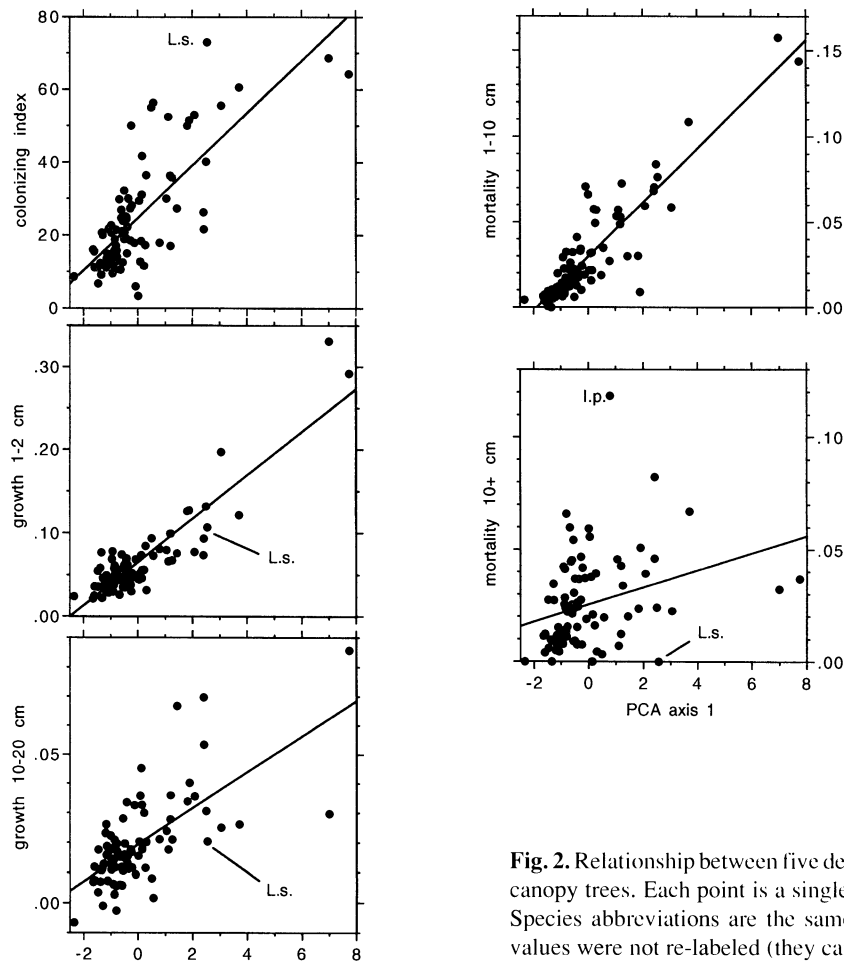 80
60
40
20
0
colonizing index
L.s.
.30
.20
.10
.00
growth 1-2 cm
L.s.
.05
.00
growth 10-20 cm
L.s.
-2 0 2 4 6 8
.15
.10
.05
.00
mortality 1-10 cm
I.p.
.10
.05
.00
mortality 10+ cm
L.s.
-2 0 2 4 6 8
PCA axis 1
Fig. 2. Relationship between five de
canopy trees. Each point is a single
Species abbreviations are the same
values were not re-labeled (they ca